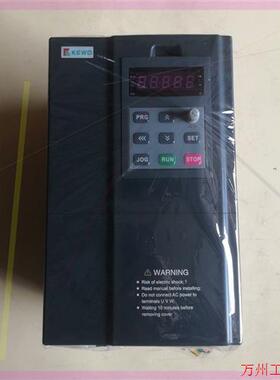 KEWO
PRG
SET
JOG RUN STOP
WARNING
Risk of electric shock!
Read manual before installing.
Do not connect AC power to
terminals U V W.
Waiting 10 minutes before
removing cover
万州工